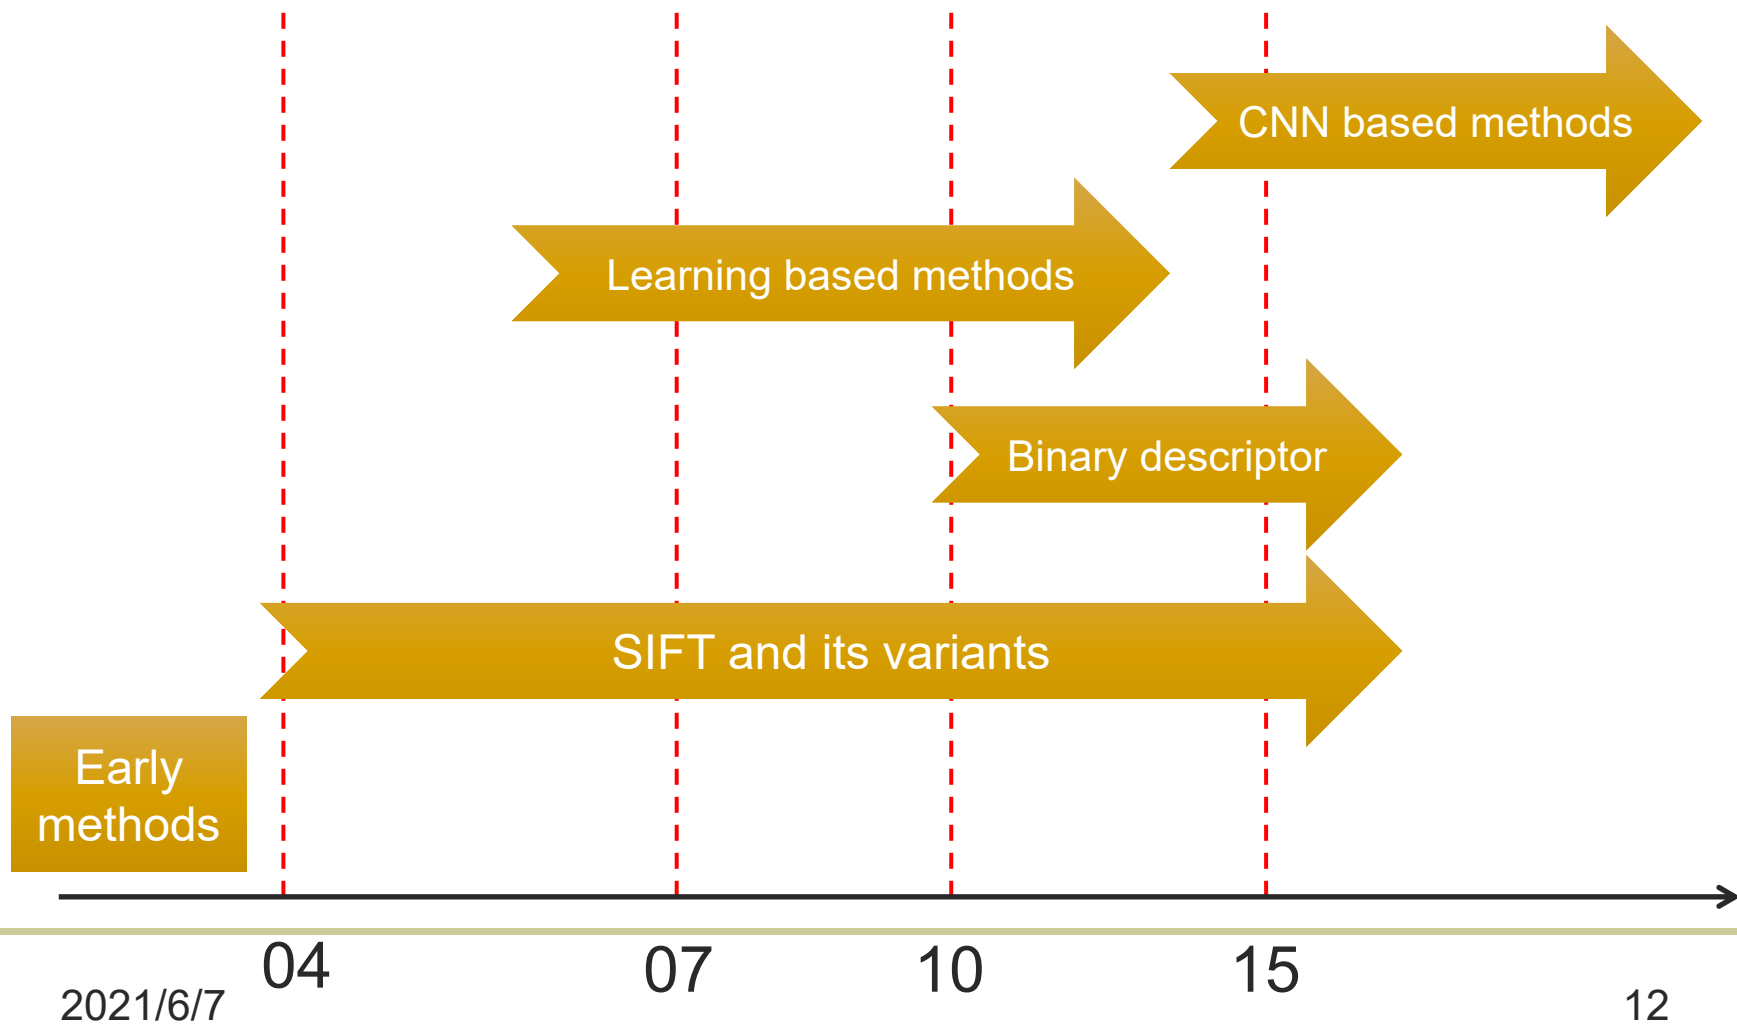 CNN based methods
Learning based methods
Binary descriptor
SIFT and its variants
Early
methods
04
07
10
15
2021/6/7
12